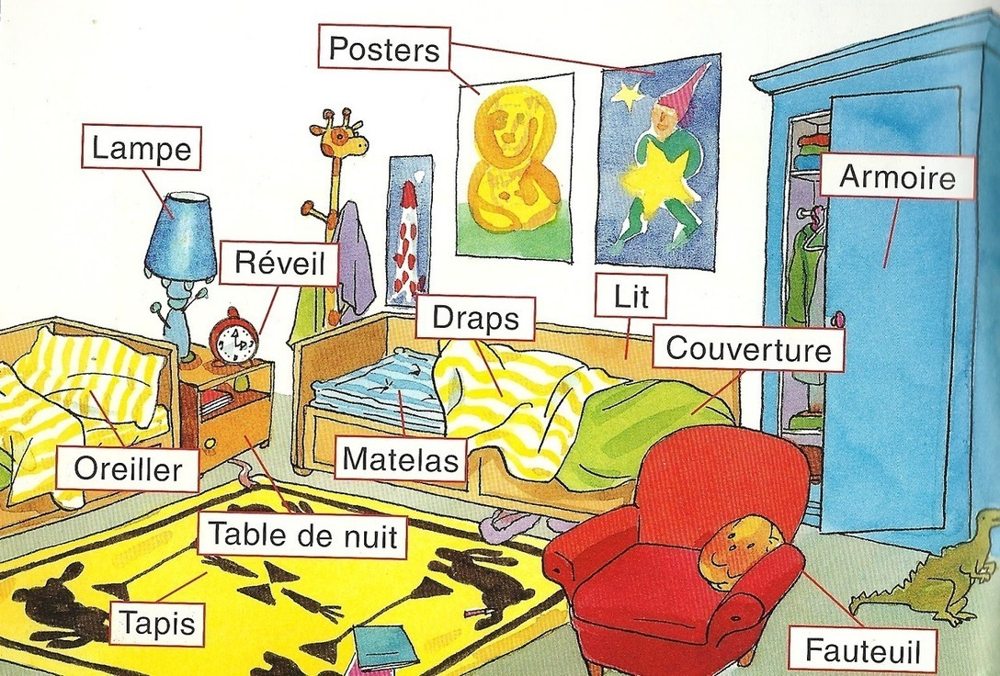 Posters
Lampe
Armoire
Réveil
Lit
Draps
Couverture
Matelas
Oreiller
Table de nuit
Tapis
Fauteuil